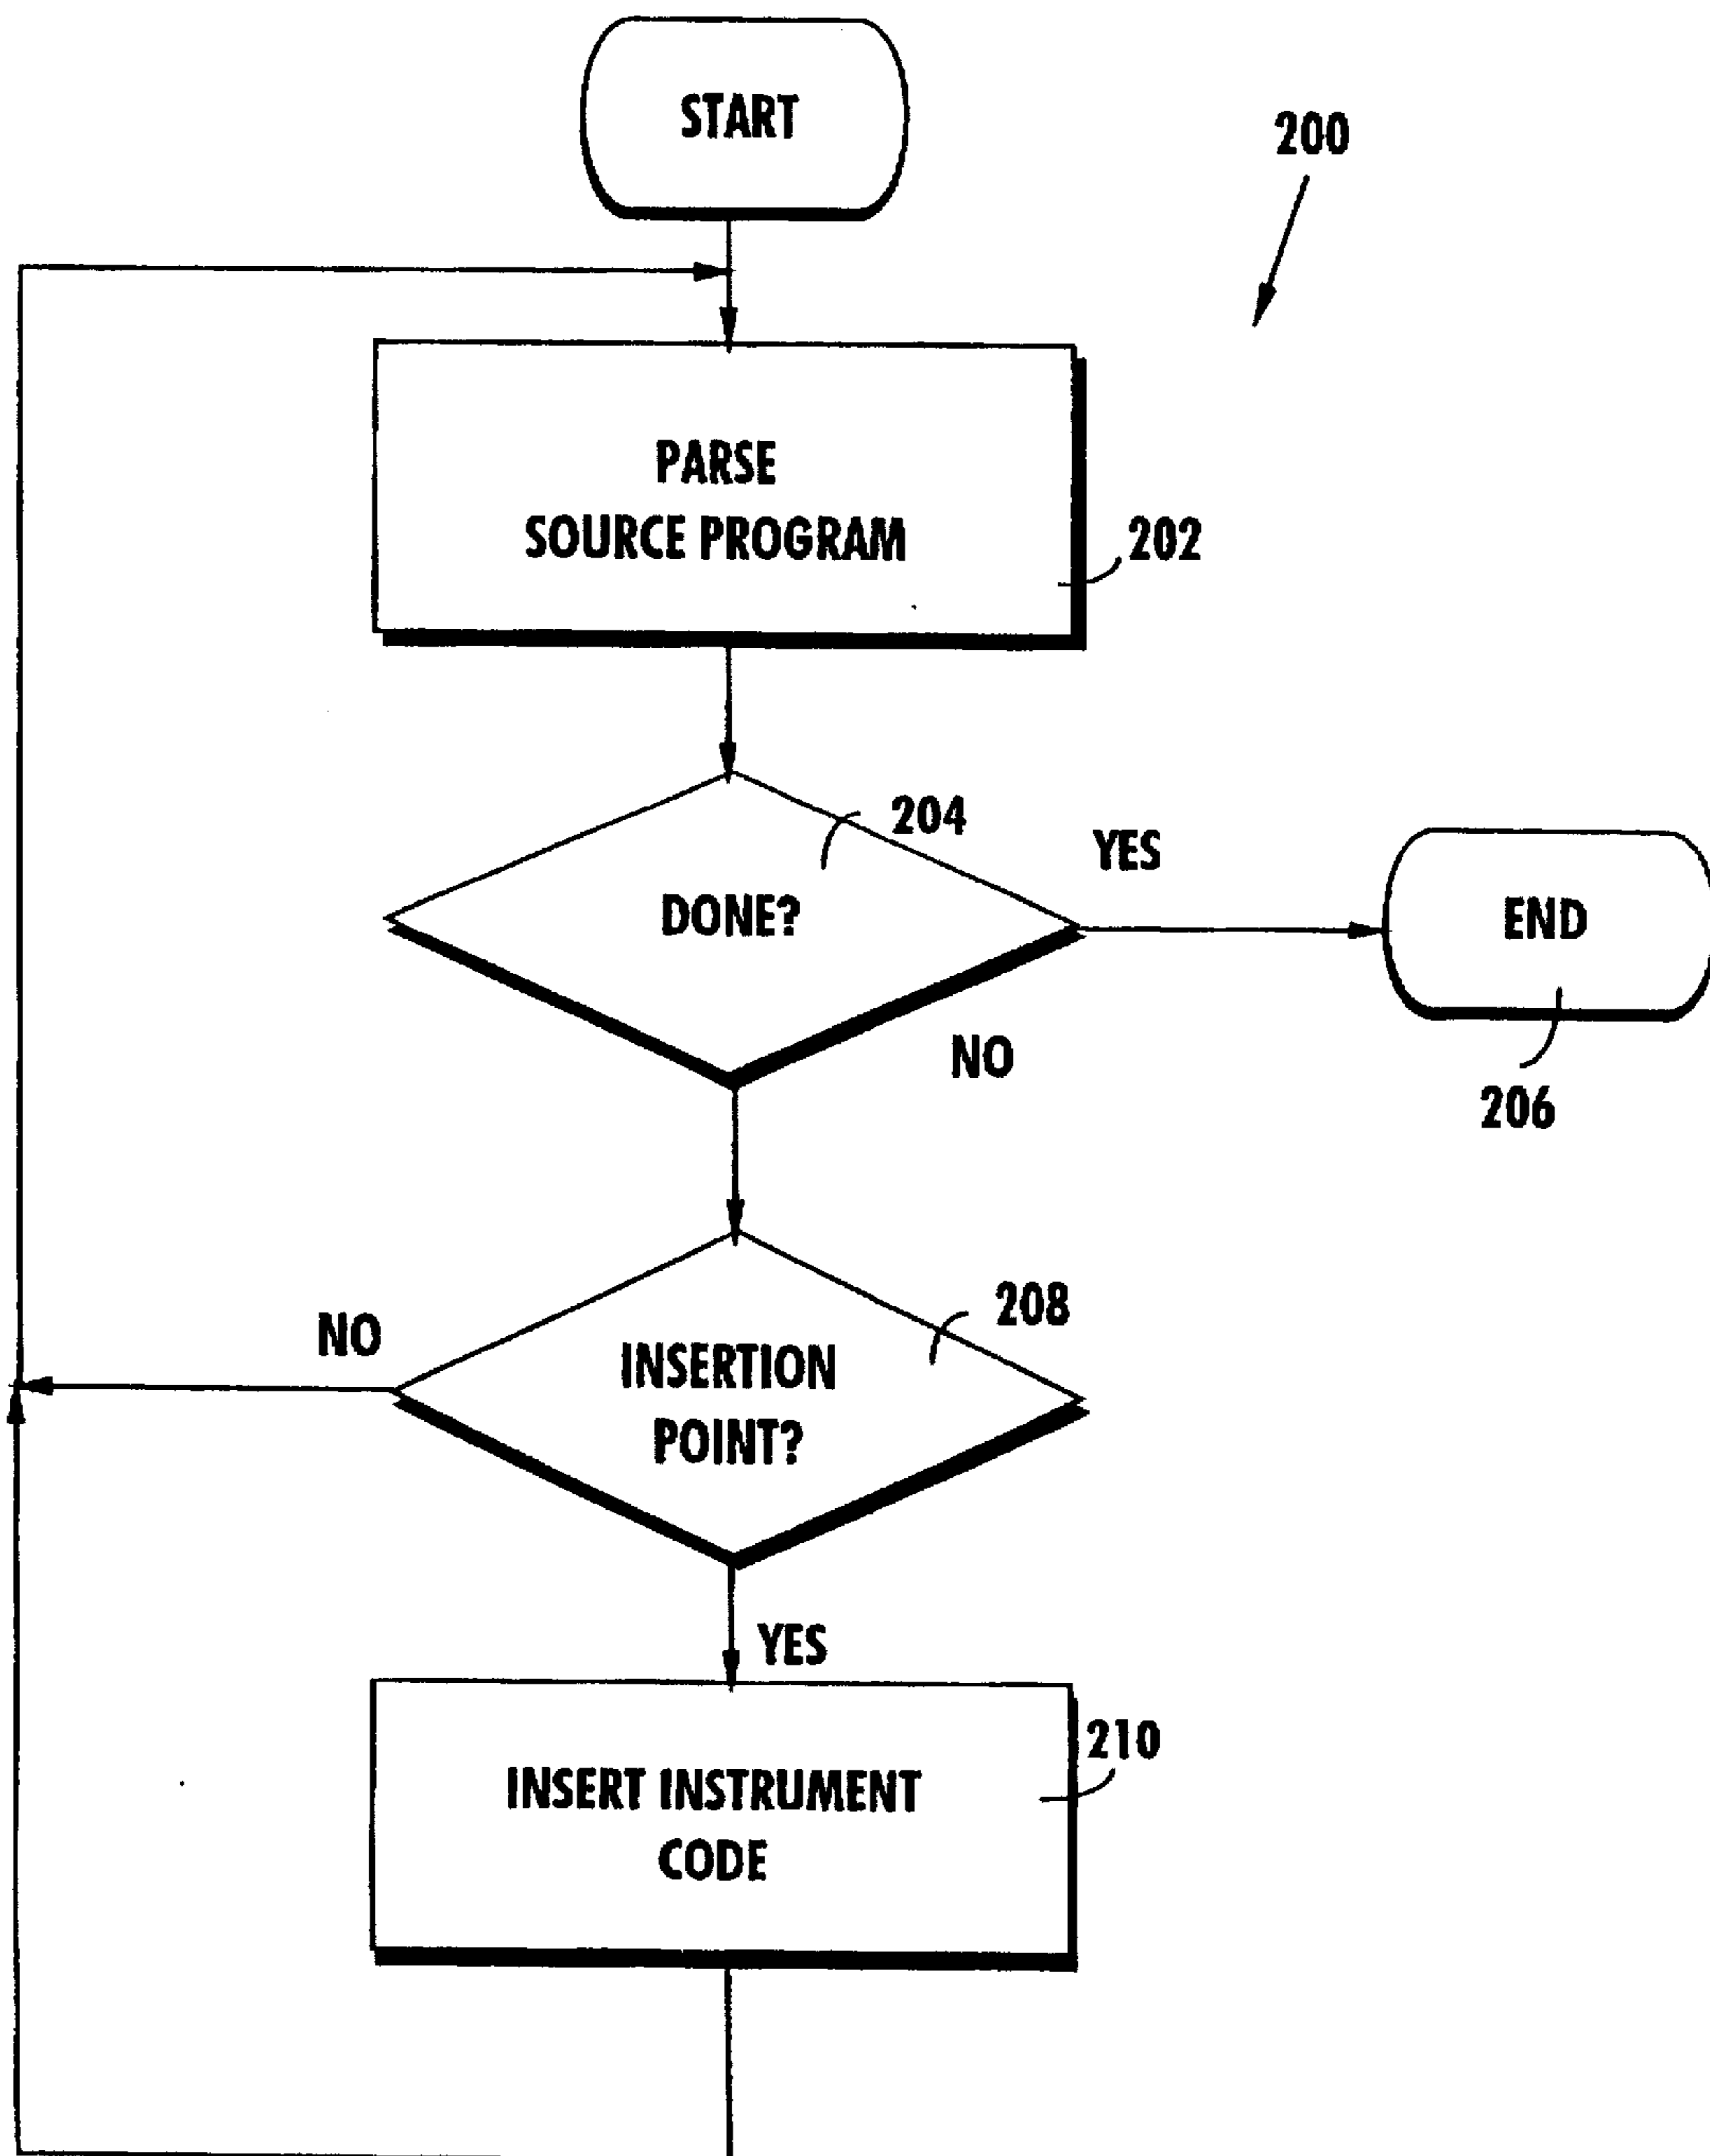 START
200
PARSE
SOURCE PROGRAM
202
204
YES
DONE?
END
NO
206
208
NO
INSERTION
POINT?
YES
210
INSERT INSTRUMENT
CODE